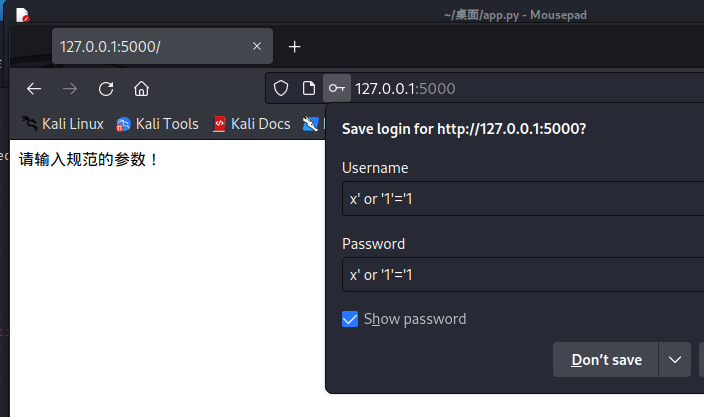 ~/桌面/app.py - Mousepad
127.0.0.1:5000/
127.0.0.1:5000
Kali Linux Kali Tools Kali Docs
请输入规范的参数！
Save login for http://127.0.0.1:5000?
Username
x' or '1'='1
Password
x' or '1'='1
Show password
Don't save